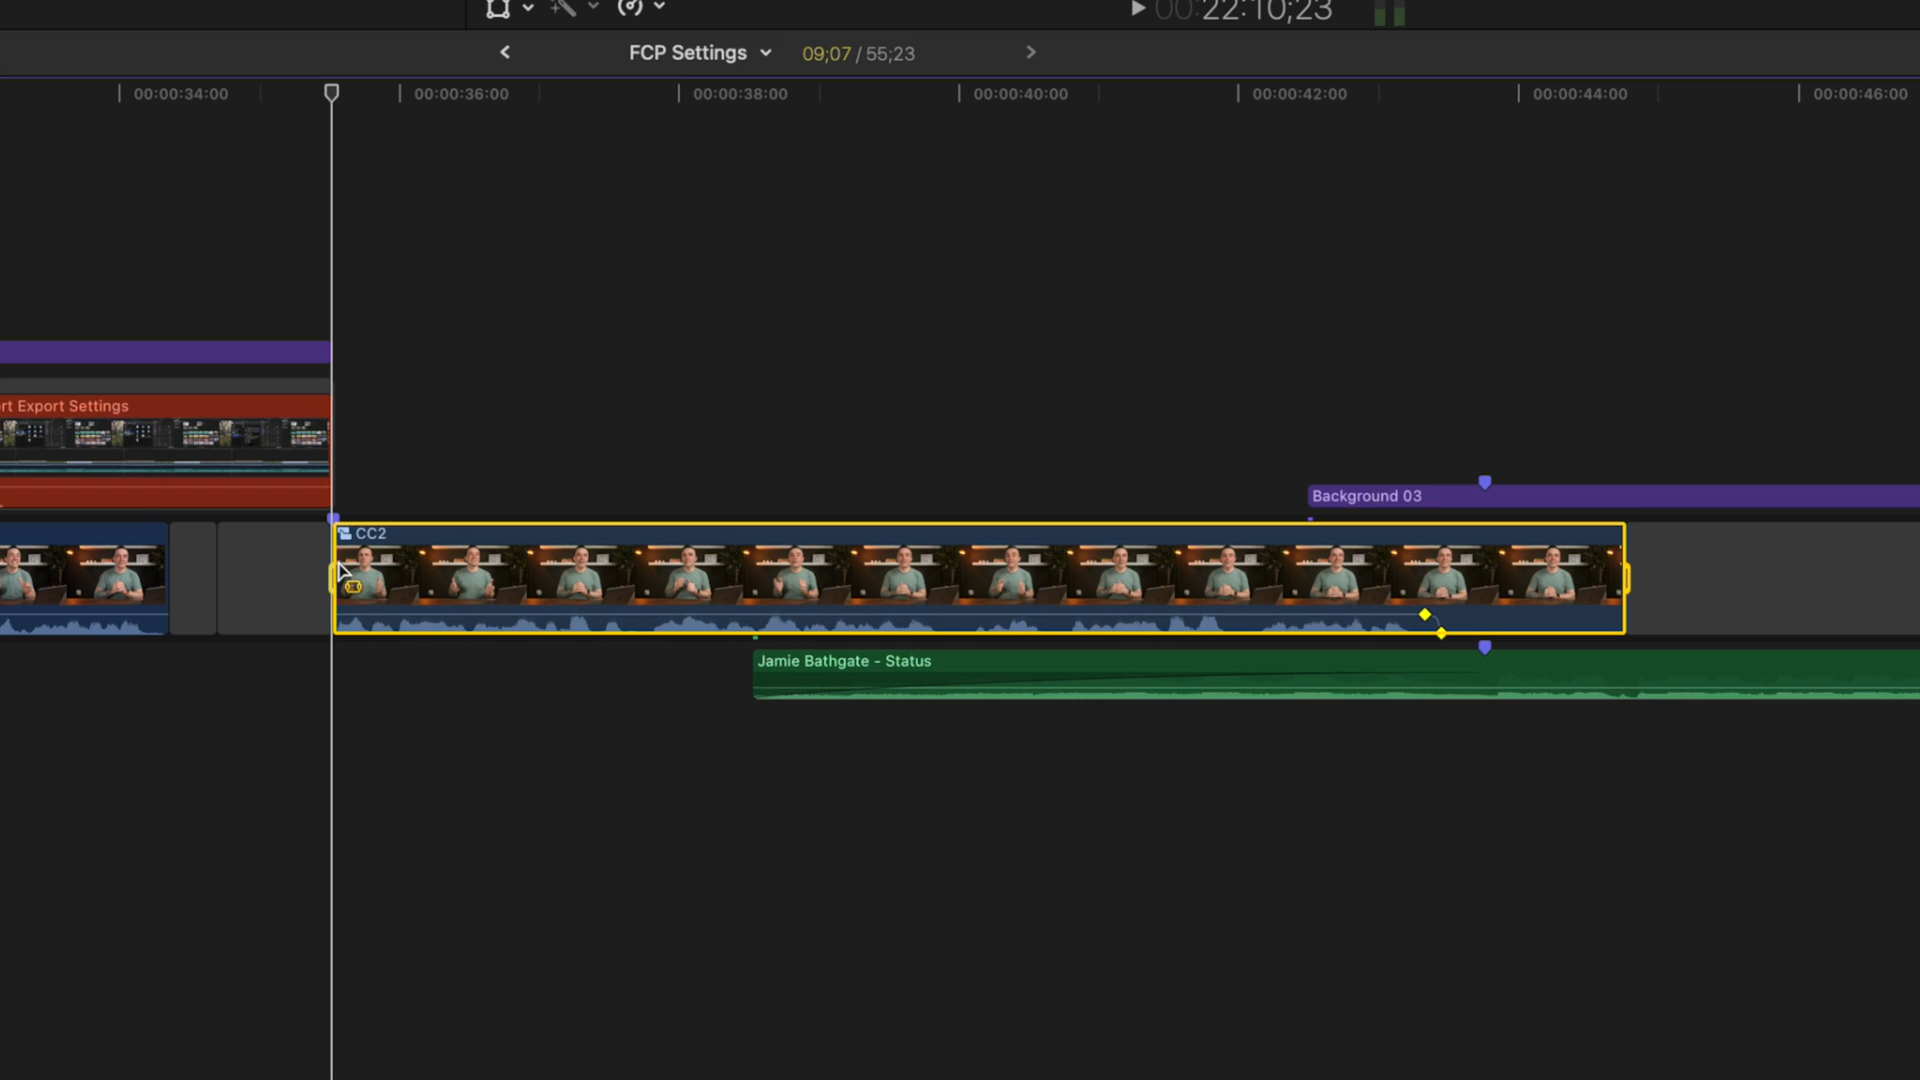 00:22:10;23
FCP Settings 09;07 / 55;23
00:00:34:00 00:00:36:00 00:00:38:00 00:00:40:00 00:00:42:00 00:00:44:00 00:00:46:00
rt Export Settings
Background 03
CC2
Jamie Bathgate - Status